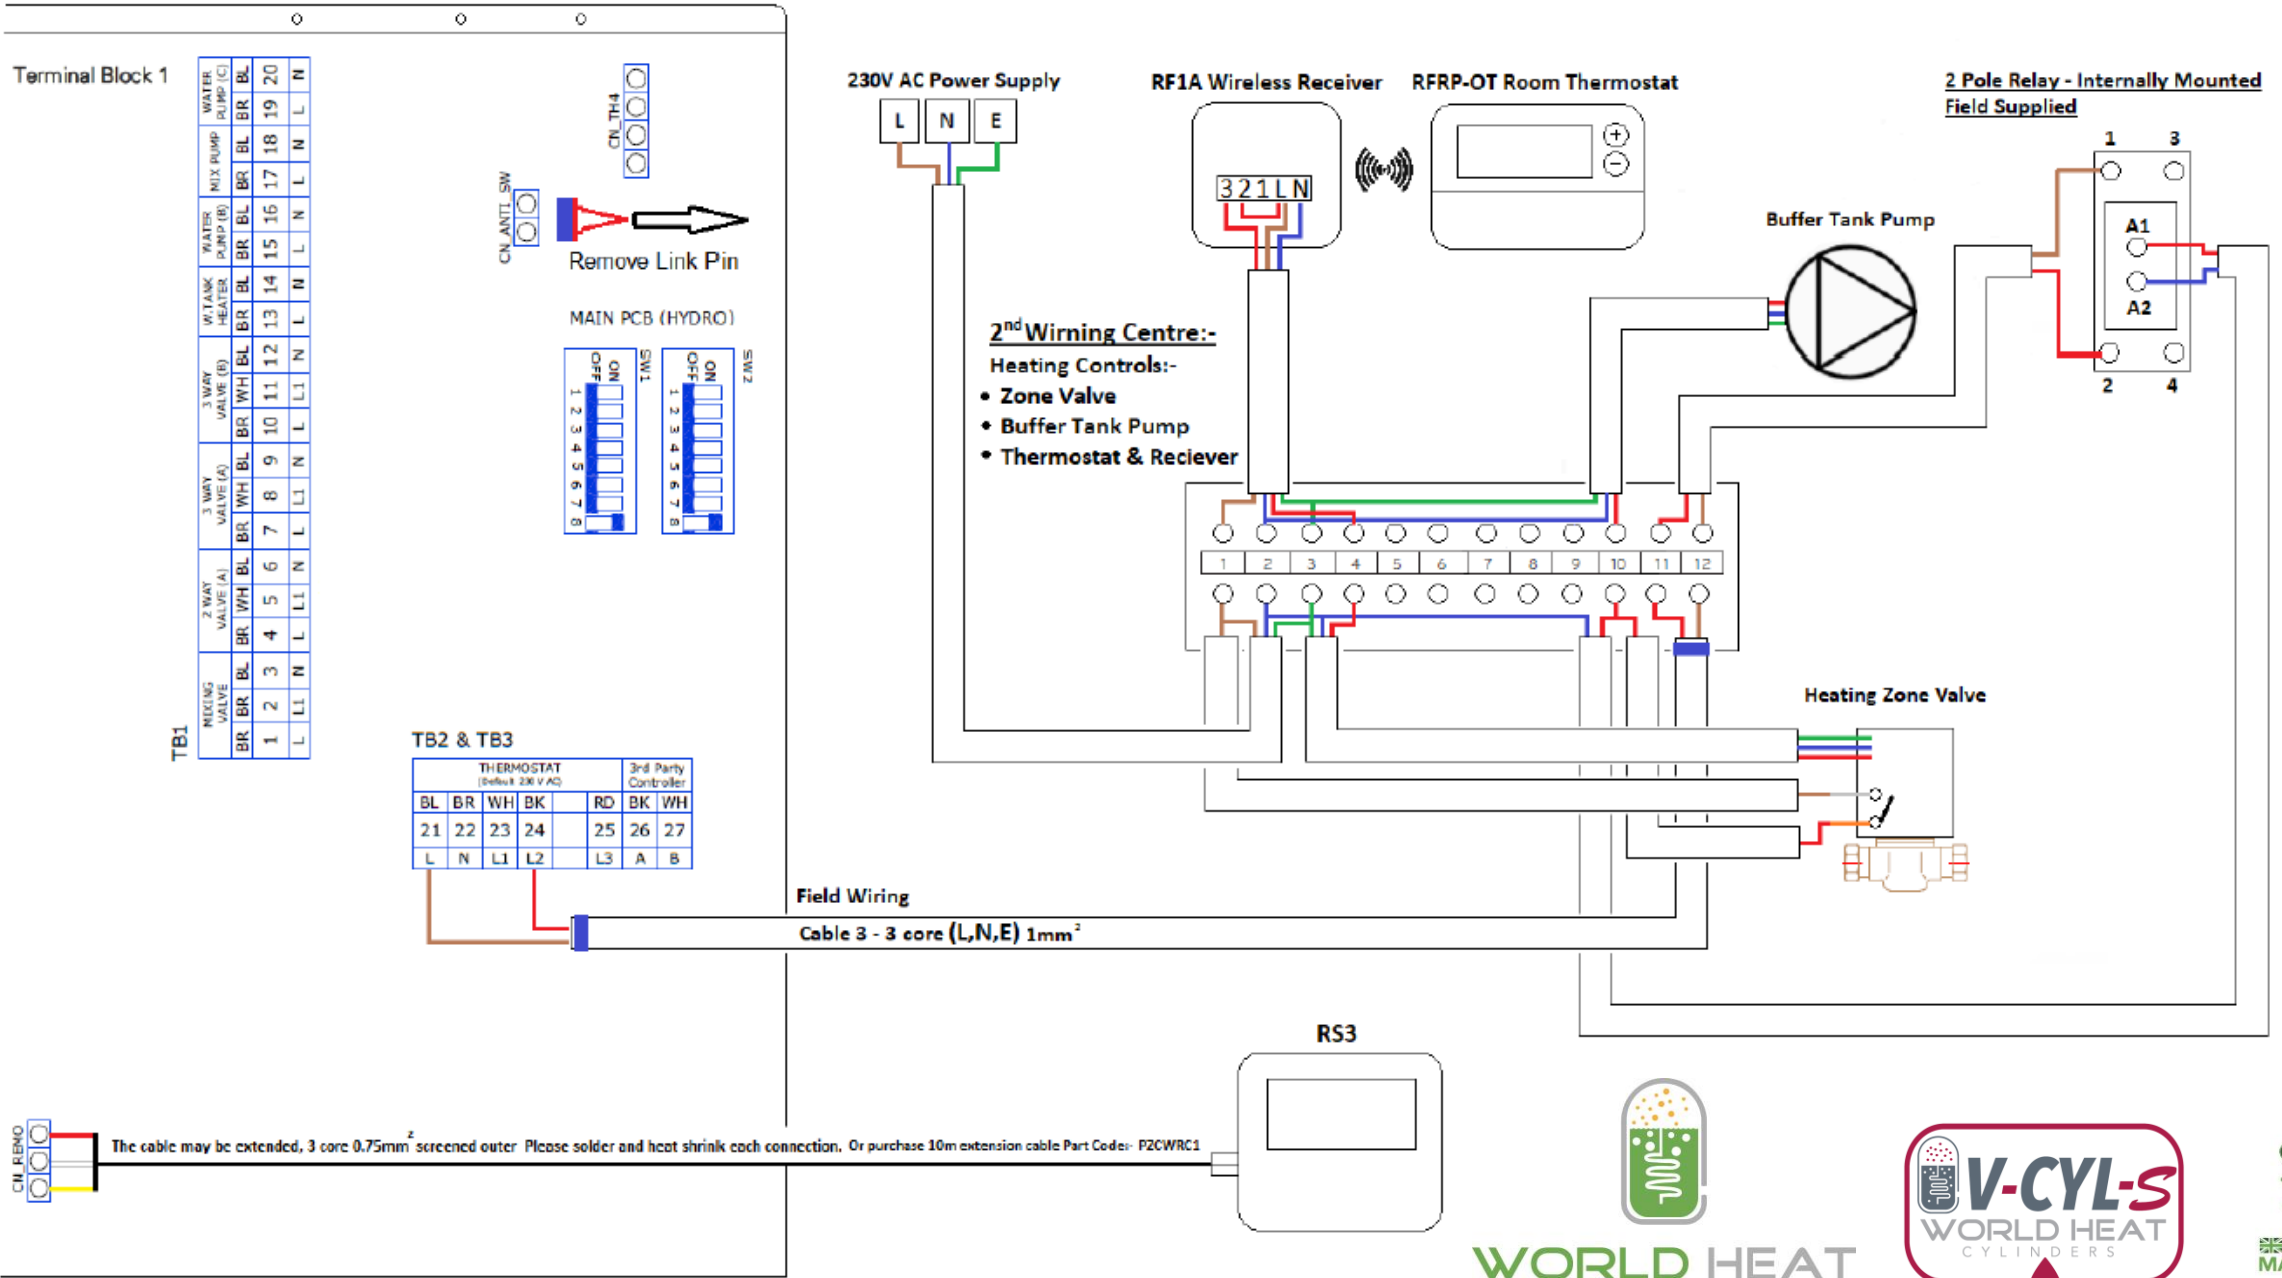 Terminal Block 1
TB1
WATER PUMP (C) BL 20 N
BR 19 L
MIX PUMP BL 18 N
BR 17 L
WATER PUMP (B) BL 16 N
BR 15 L
W.TANK HEATER BL 14 N
BR 13 L
3 WAY VALVE (B) BL 12 N
WH 11 L1
BR 10 L
3 WAY VALVE (A) BL 9 N
WH 8 L1
BR 7 L
2 WAY VALVE (A) BL 6 N
WH 5 L1
BR 4 L
MIXING VALVE BL 3 N
BR 2 L1
BR 1 L
CN_TH4
CN_ANTI_SW
Remove Link Pin
MAIN PCB (HYDRO)
OFF ON SW1
1 2 3 4 5 6 7 8
OFF ON SW2
1 2 3 4 5 6 7 8
TB2 & TB3
THERMOSTAT
(Default 230 V AC)
3rd Party
Controller
BL BR WH BK RD BK WH
21 22 23 24 25 26 27
L N L1 L2 L3 A B
230V AC Power Supply
L N E
RF1A Wireless Receiver
3 2 1 L N
RFRP-OT Room Thermostat
+
−
2 Pole Relay - Internally Mounted
Field Supplied
1 3
A1
A2
2 4
Buffer Tank Pump
2nd Wirning Centre:-
Heating Controls:-
• Zone Valve
• Buffer Tank Pump
• Thermostat & Reciever
1 2 3 4 5 6 7 8 9 10 11 12
Heating Zone Valve
Field Wiring
Cable 3 - 3 core (L,N,E) 1mm²
RS3
CN_REMO
The cable may be extended, 3 core 0.75mm² screened outer Please solder and heat shrink each connection. Or purchase 10m extension cable Part Code:- PZCWRC1
WORLD HEAT
V-CYL-S
WORLD HEAT
CYLINDERS